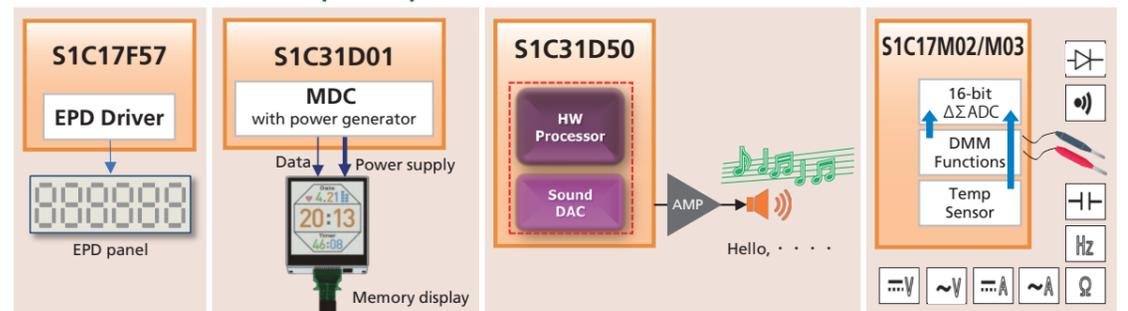 S1C17F57
EPD Driver
EPD panel
S1C31D01
MDC
with power generator
Data
Power supply
Date
4.21
20:13
Timer
46:08
Memory display
S1C31D50
HW
Processor
Sound
DAC
AMP
Hello, · · · ·
S1C17M02/M03
16-bit
ΔΣADC
DMM
Functions
Temp
Sensor
Hz
⎓V
~V
⎓A
~A
Ω